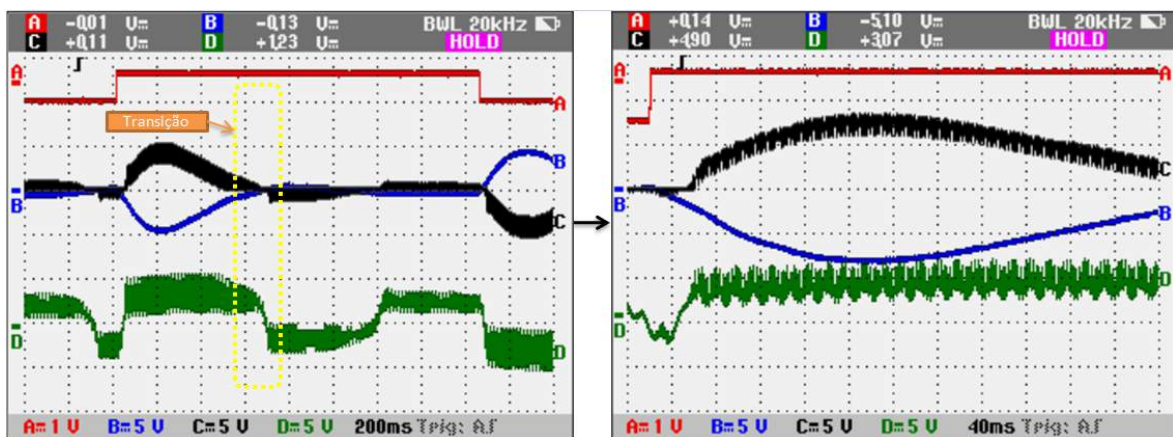 A -0,01 V B -0,13 V BWL 20kHz
C +0,11 V D +1,23 V HOLD
A
A
Transição
B
B
C
D
D
A= 1 V B= 5 V C= 5 V D= 5 V 200ms Trig: A
A +0,14 V B -5,10 V BWL 20kHz
C +4,90 V D +3,07 V HOLD
A
A
C
B
B
D
D
A= 1 V B= 5 V C= 5 V D= 5 V 40ms Trig: A